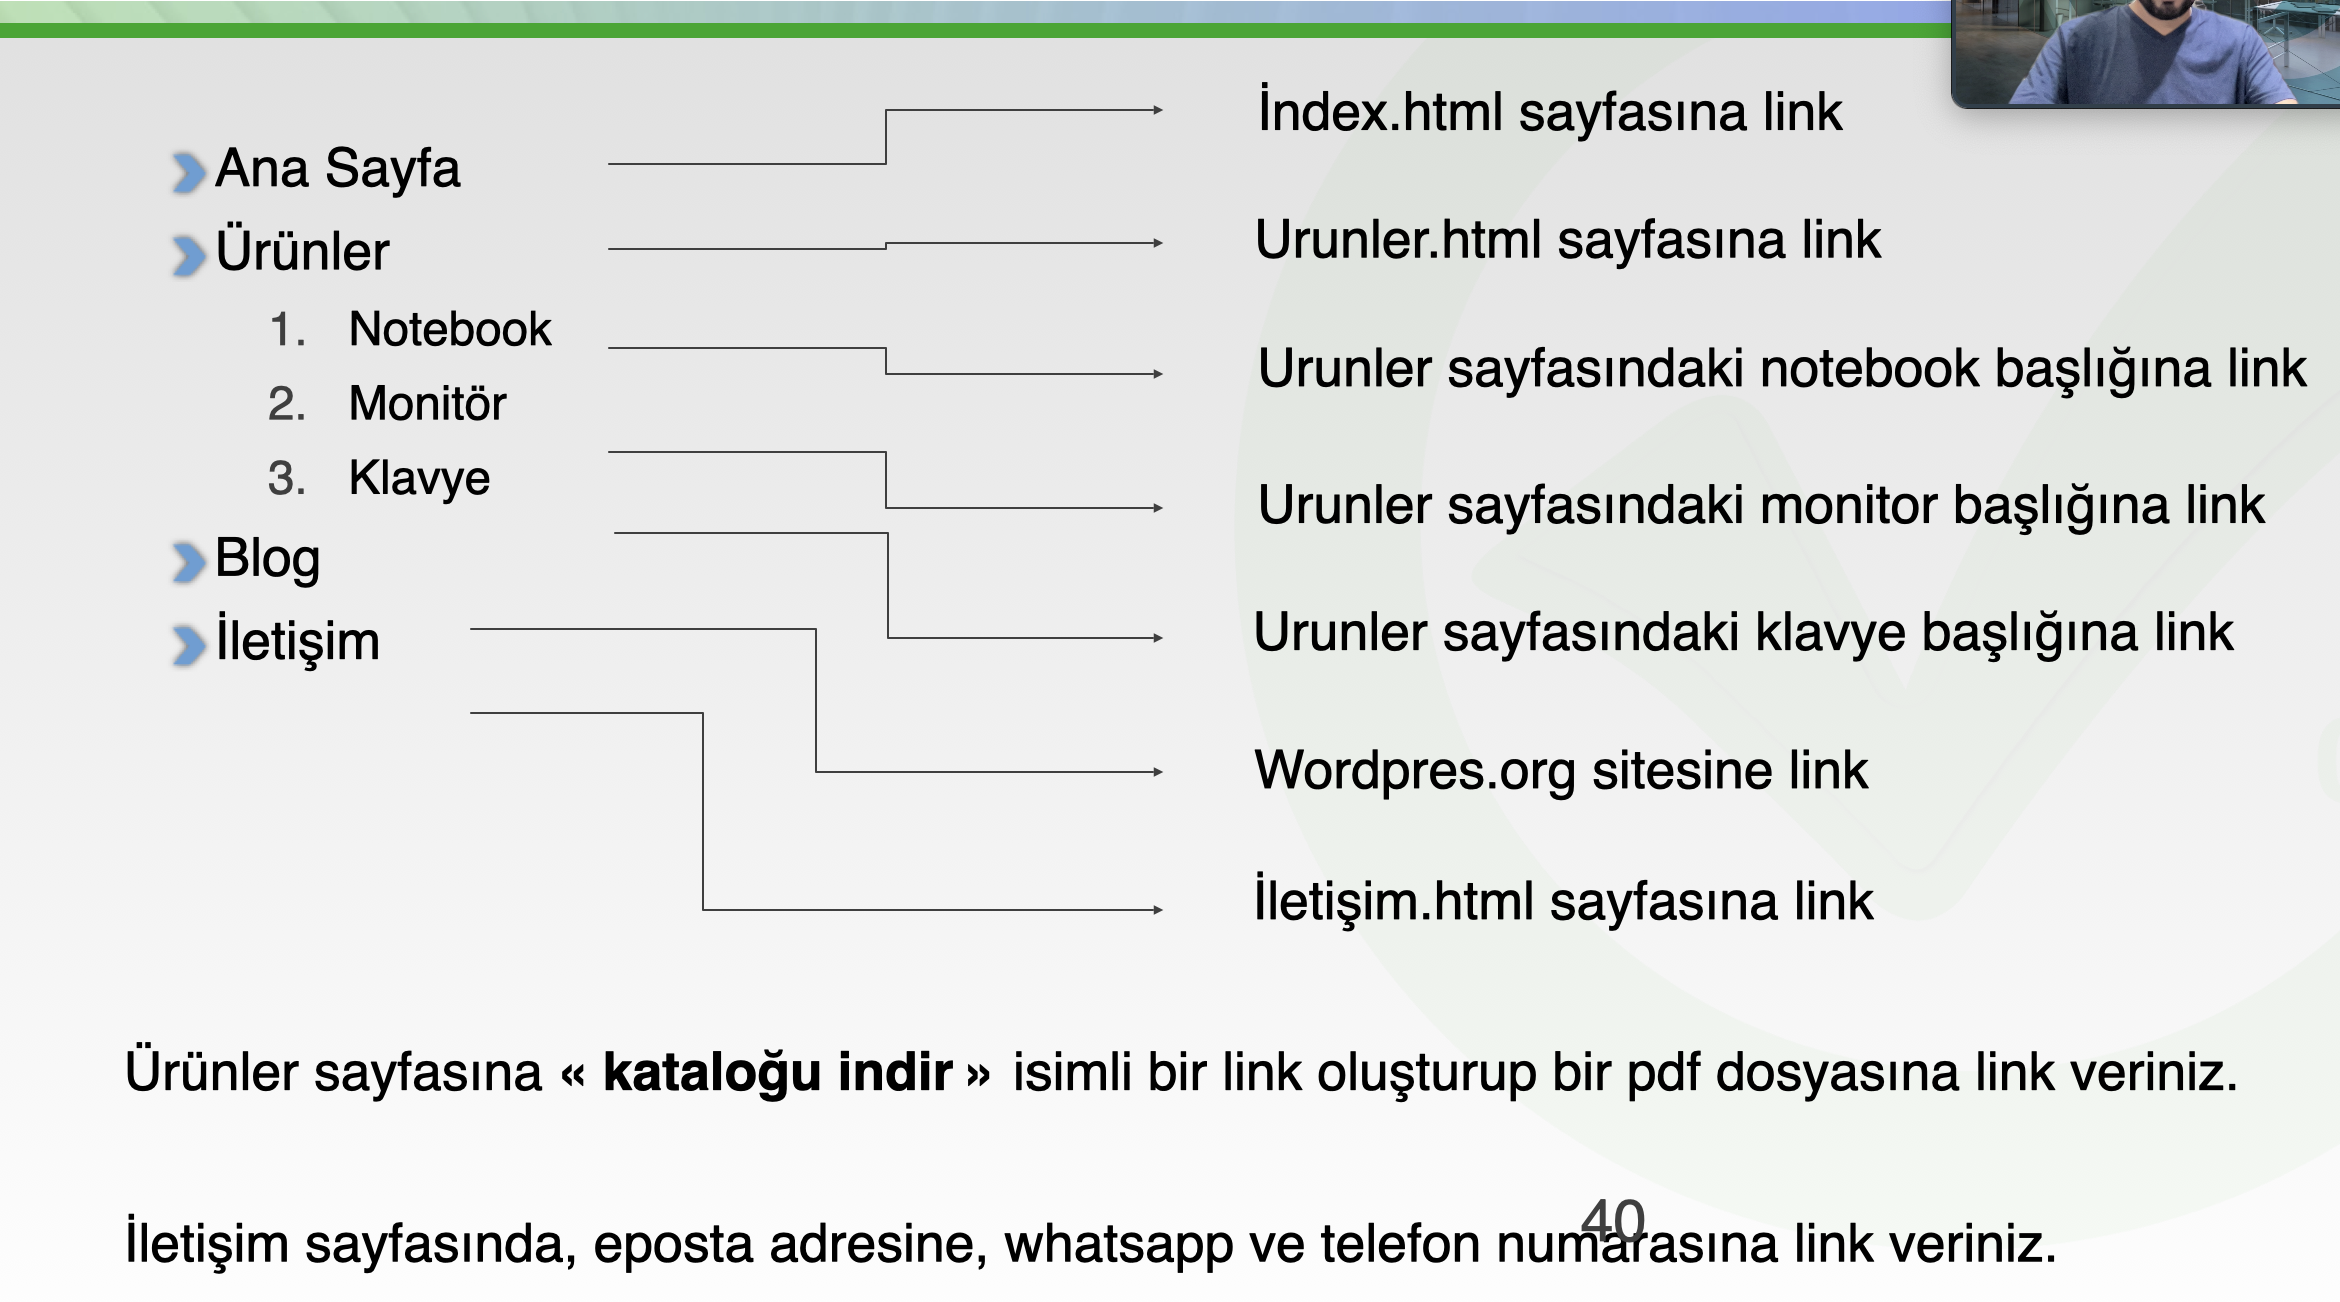 Ana Sayfa
Ürünler
1. Notebook
2. Monitör
3. Klavye
Blog
İletişim
İndex.html sayfasına link
Urunler.html sayfasına link
Urunler sayfasındaki notebook başlığına link
Urunler sayfasındaki monitor başlığına link
Urunler sayfasındaki klavye başlığına link
Wordpres.org sitesine link
İletişim.html sayfasına link
Ürünler sayfasına « kataloğu indir » isimli bir link oluşturup bir pdf dosyasına link veriniz.
40
İletişim sayfasında, eposta adresine, whatsapp ve telefon numarasına link veriniz.